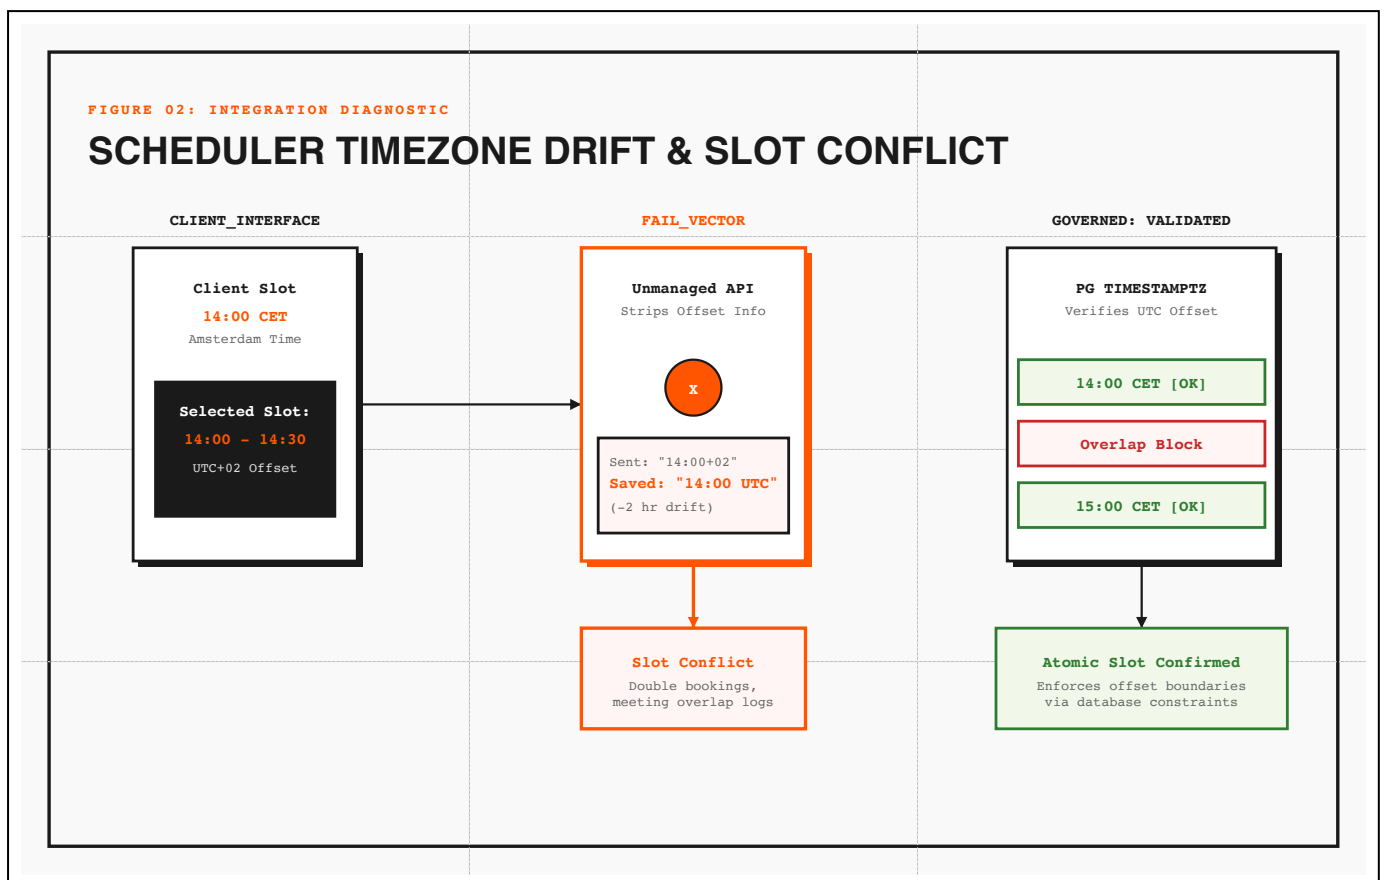 FIGURE 02: INTEGRATION DIAGNOSTIC
SCHEDULER TIMEZONE DRIFT & SLOT CONFLICT
CLIENT_INTERFACE
Client Slot
14:00 CET
Amsterdam Time
Selected Slot:
14:00 – 14:30
UTC+02 Offset
FAIL_VECTOR
Unmanaged API
Strips Offset Info
x
Sent: "14:00+02"
Saved: "14:00 UTC"
(-2 hr drift)
Slot Conflict
Double bookings,
meeting overlap logs
GOVERNED: VALIDATED
PG TIMESTAMPTZ
Verifies UTC Offset
14:00 CET [OK]
Overlap Block
15:00 CET [OK]
Atomic Slot Confirmed
Enforces offset boundaries
via database constraints